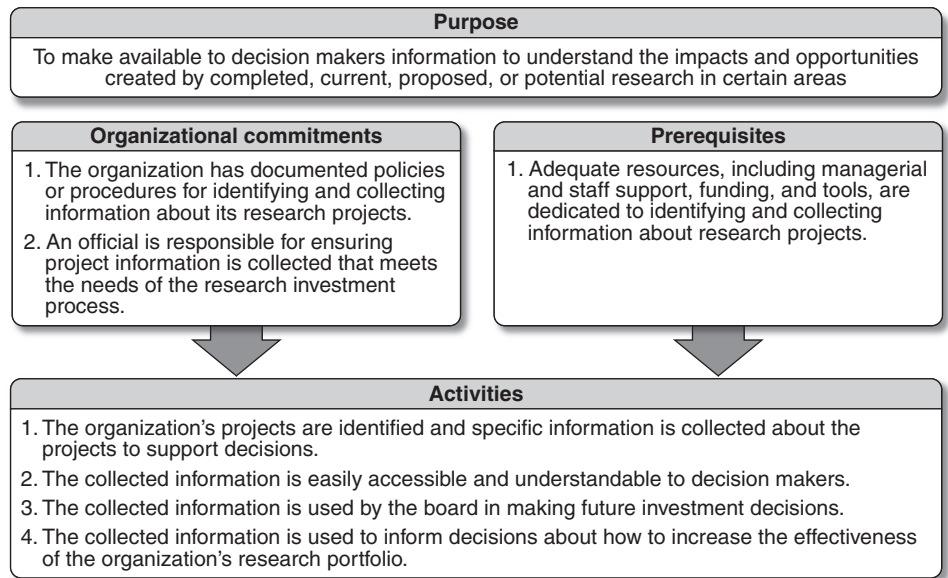 Purpose
To make available to decision makers information to understand the impacts and opportunities
created by completed, current, proposed, or potential research in certain areas
Organizational commitments
1. The organization has documented policies
or procedures for identifying and collecting
information about its research projects.
2. An official is responsible for ensuring
project information is collected that meets
the needs of the research investment
process.
Prerequisites
1. Adequate resources, including managerial
and staff support, funding, and tools, are
dedicated to identifying and collecting
information about research projects.
Activities
1. The organization's projects are identified and specific information is collected about the
projects to support decisions.
2. The collected information is easily accessible and understandable to decision makers.
3. The collected information is used by the board in making future investment decisions.
4. The collected information is used to inform decisions about how to increase the effectiveness
of the organization's research portfolio.